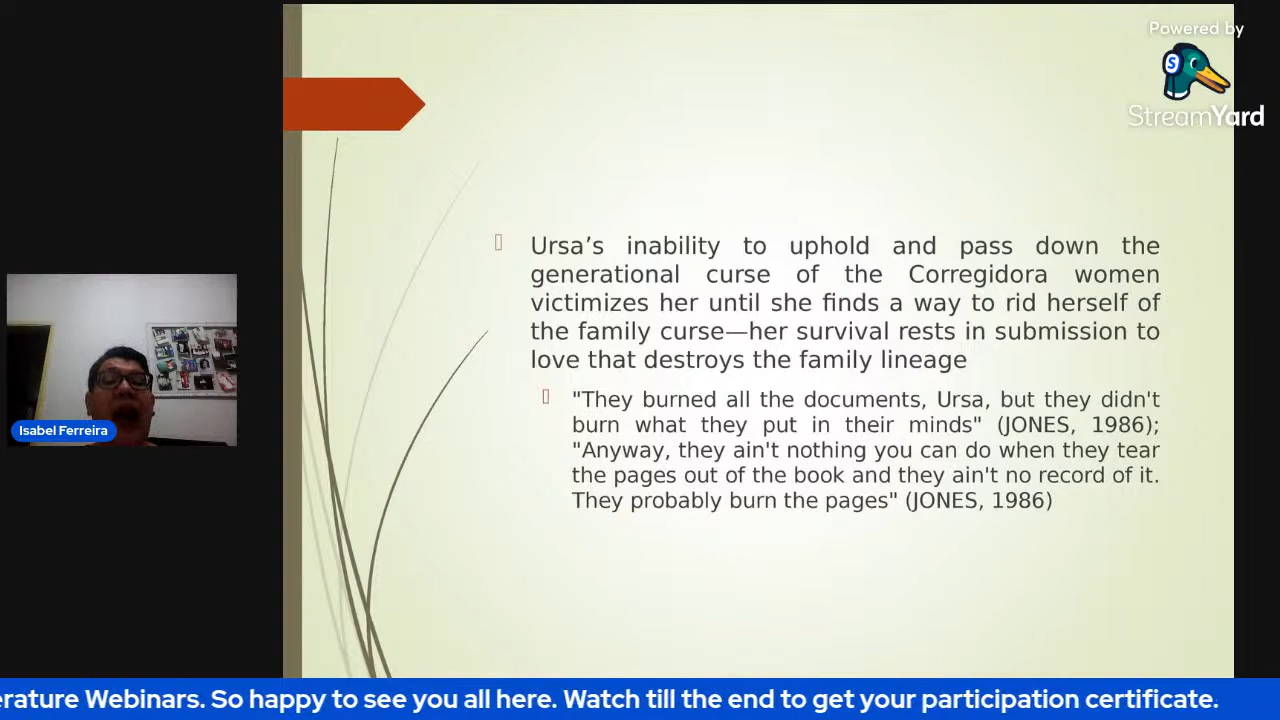 Powered by
StreamYard
Ursa’s inability to uphold and pass down the
generational curse of the Corregidora women
victimizes her until she finds a way to rid herself of
the family curse—her survival rests in submission to
love that destroys the family lineage
"They burned all the documents, Ursa, but they didn't
burn what they put in their minds" (JONES, 1986);
"Anyway, they ain't nothing you can do when they tear
the pages out of the book and they ain't no record of it.
They probably burn the pages" (JONES, 1986)
Isabel Ferreira
erature Webinars. So happy to see you all here. Watch till the end to get your participation certificate.